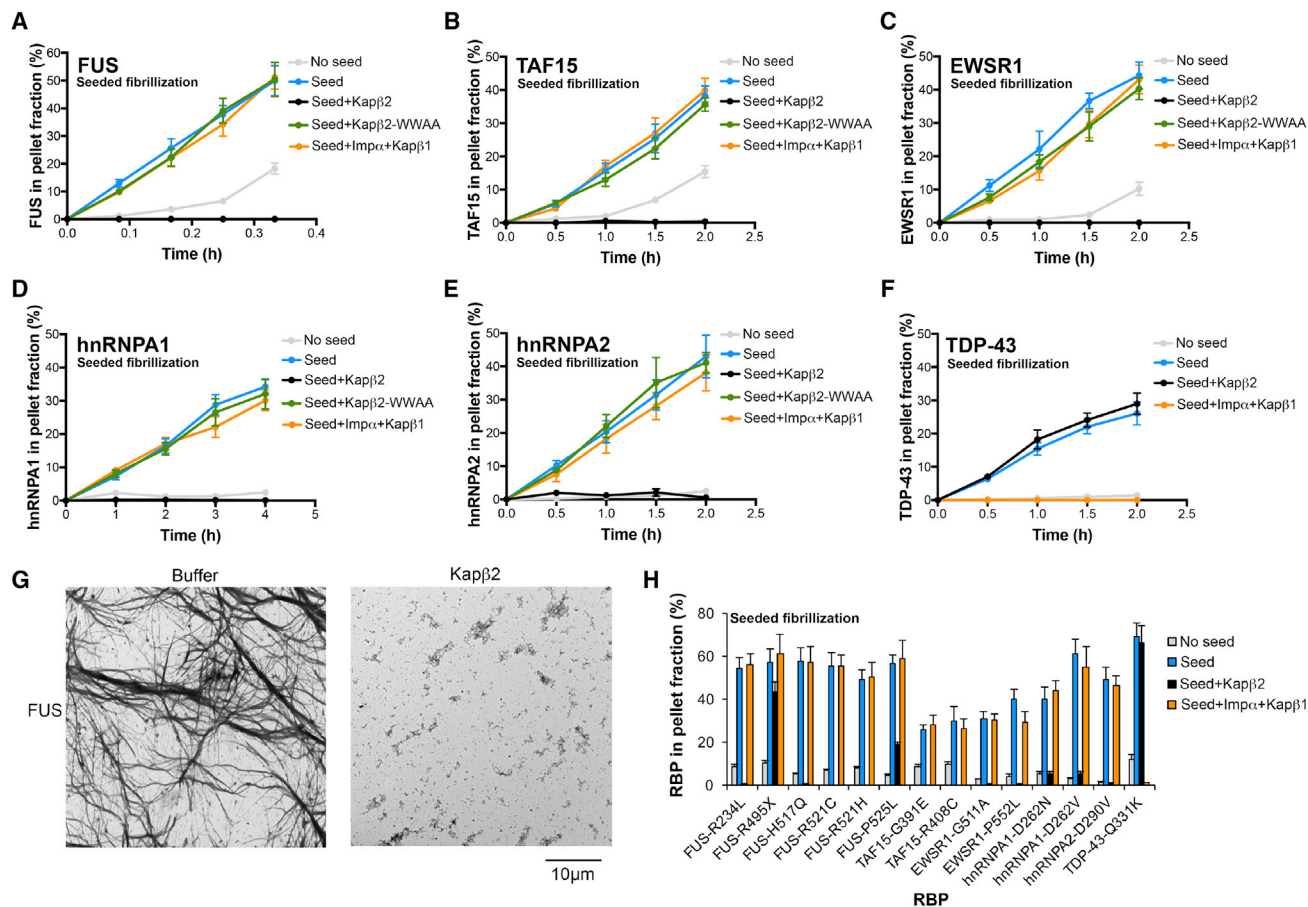 A
FUS
Seeded fibrillization
FUS in pellet fraction (%)
60
50
40
30
20
10
0
0.0 0.1 0.2 0.3 0.4
Time (h)
No seed
Seed
Seed+Kapβ2
Seed+Kapβ2-WWAA
Seed+Impα+Kapβ1
B
TAF15
Seeded fibrillization
TAF15 in pellet fraction (%)
50
40
30
20
10
0
0.0 0.5 1.0 1.5 2.0 2.5
Time (h)
No seed
Seed
Seed+Kapβ2
Seed+Kapβ2-WWAA
Seed+Impα+Kapβ1
C
EWSR1
Seeded fibrillization
EWSR1 in pellet fraction (%)
50
40
30
20
10
0
0.0 0.5 1.0 1.5 2.0 2.5
Time (h)
No seed
Seed
Seed+Kapβ2
Seed+Kapβ2-WWAA
Seed+Impα+Kapβ1
D
hnRNPA1
Seeded fibrillization
hnRNPA1 in pellet fraction (%)
50
40
30
20
10
0
0 1 2 3 4 5
Time (h)
No seed
Seed
Seed+Kapβ2
Seed+Kapβ2-WWAA
Seed+Impα+Kapβ1
E
hnRNPA2
Seeded fibrillization
hnRNPA2 in pellet fraction (%)
50
40
30
20
10
0
0.0 0.5 1.0 1.5 2.0 2.5
Time (h)
No seed
Seed
Seed+Kapβ2
Seed+Kapβ2-WWAA
Seed+Impα+Kapβ1
F
TDP-43
Seeded fibrillization
TDP-43 in pellet fraction (%)
50
40
30
20
10
0
0.0 0.5 1.0 1.5 2.0 2.5
Time (h)
No seed
Seed
Seed+Kapβ2
Seed+Impα+Kapβ1
G
Buffer
Kapβ2
FUS
10μm
H
Seeded fibrillization
RBP in pellet fraction (%)
80
60
40
20
0
No seed
Seed
Seed+Kapβ2
Seed+Impα+Kapβ1
FUS-R234L
FUS-R495X
FUS-H517Q
FUS-R521C
FUS-R521H
FUS-P525L
TAF15-G391E
TAF15-R408C
EWSR1-G511A
EWSR1-P552L
hnRNPA1-D262N
hnRNPA1-D262V
hnRNPA2-D290V
TDP-43-Q331K
RBP